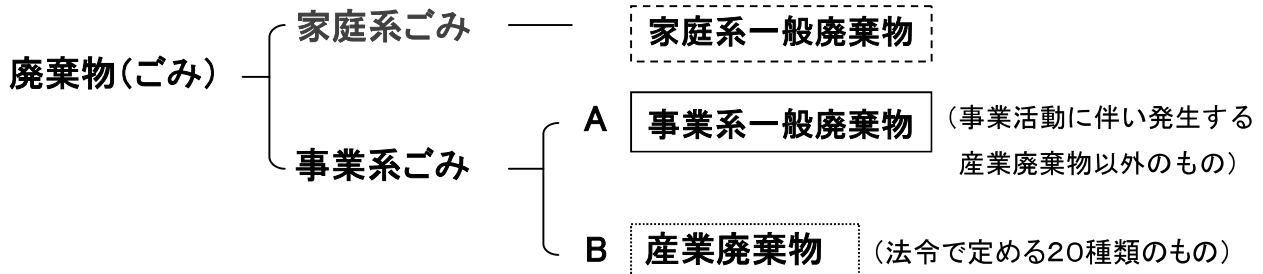 家庭系ごみ
家庭系一般廃棄物
廃棄物(ごみ)
A 事業系一般廃棄物 (事業活動に伴い発生する
産業廃棄物以外のもの)
事業系ごみ
B 産業廃棄物 (法令で定める20種類のもの)